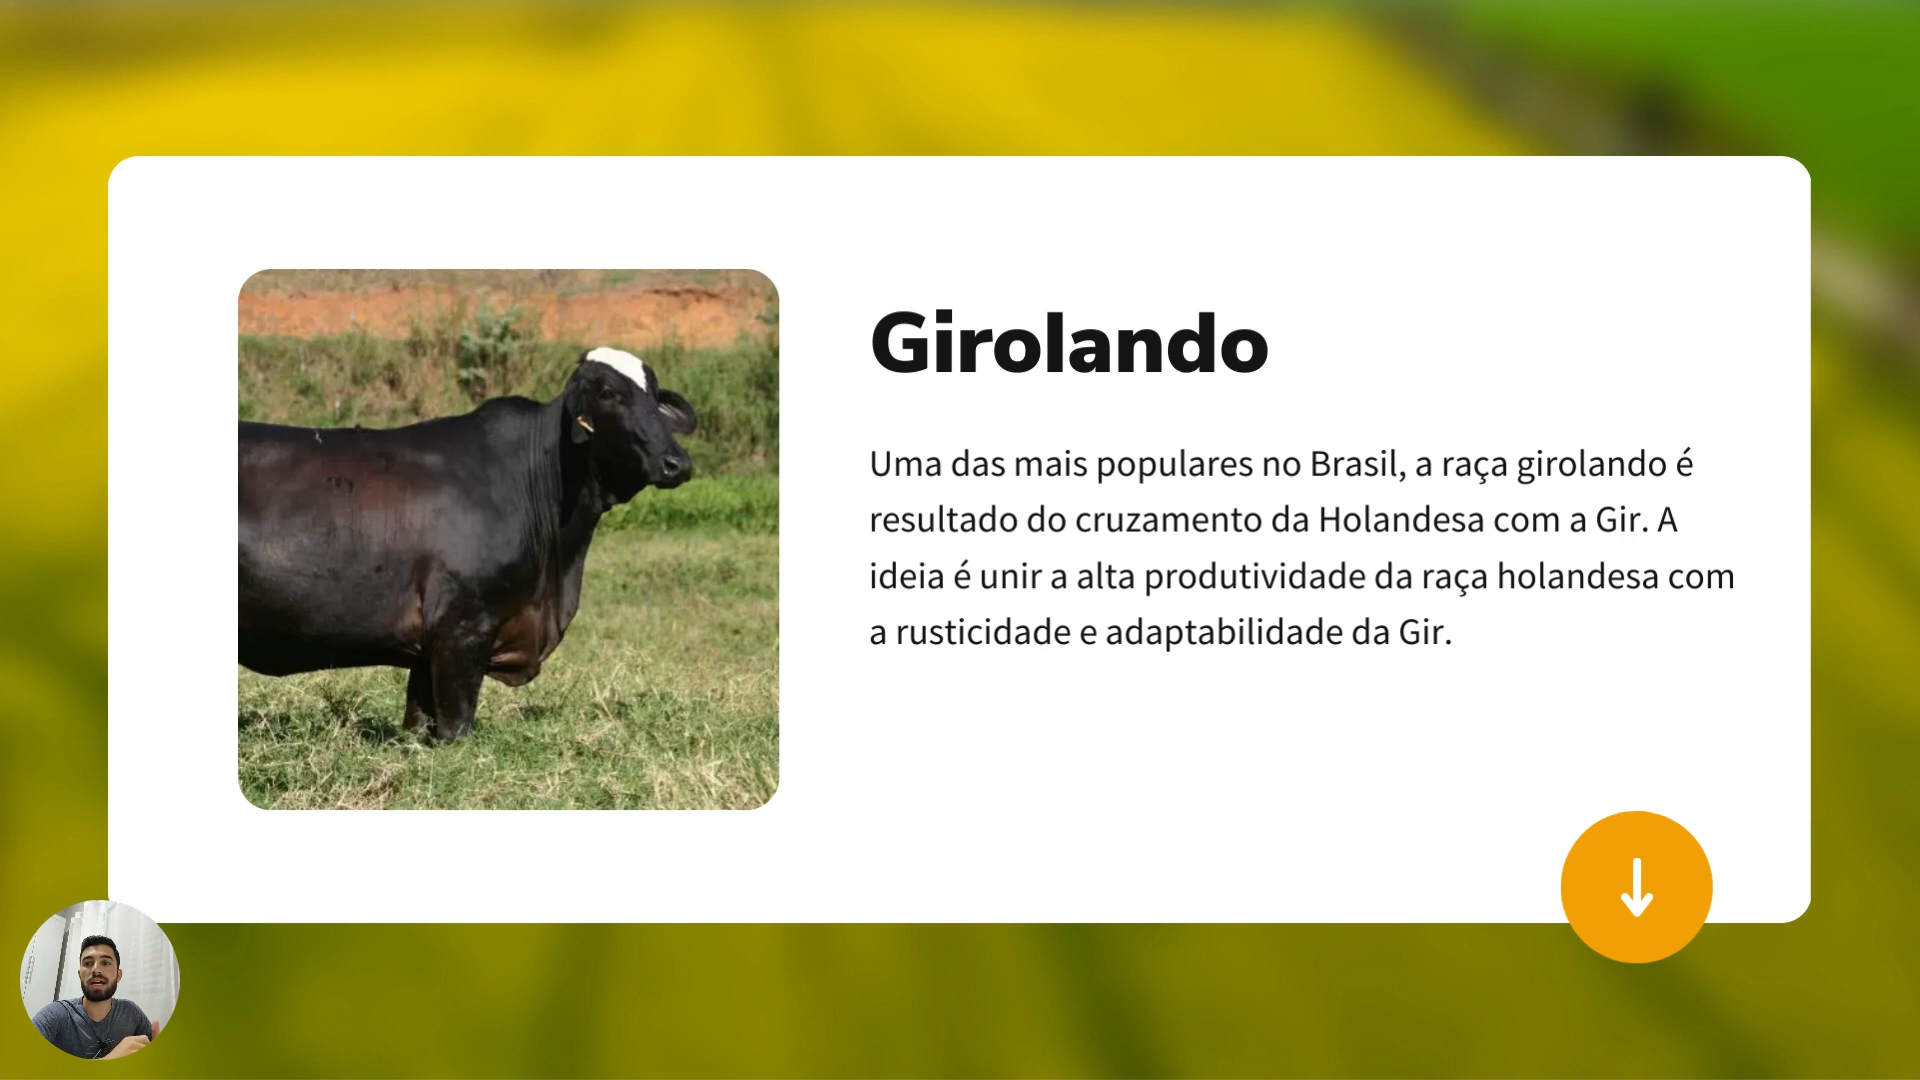 Girolando
Uma das mais populares no Brasil, a raça girolando é
resultado do cruzamento da Holandesa com a Gir. A
ideia é unir a alta produtividade da raça holandesa com
a rusticidade e adaptabilidade da Gir.